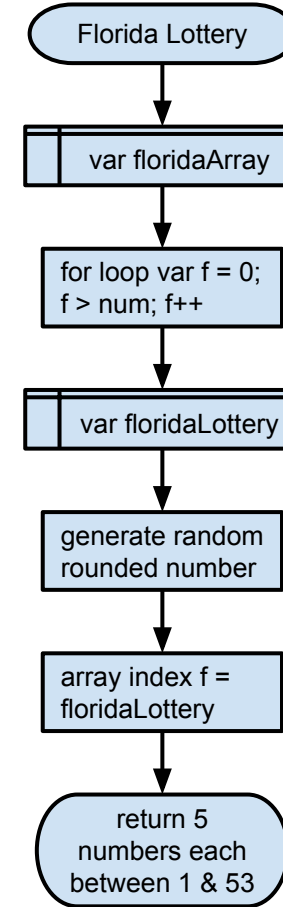 Florida Lottery
var floridaArray
for loop var f = 0;
f > num; f++
var floridaLottery
generate random
rounded number
array index f =
floridaLottery
return 5
numbers each
between 1 & 53